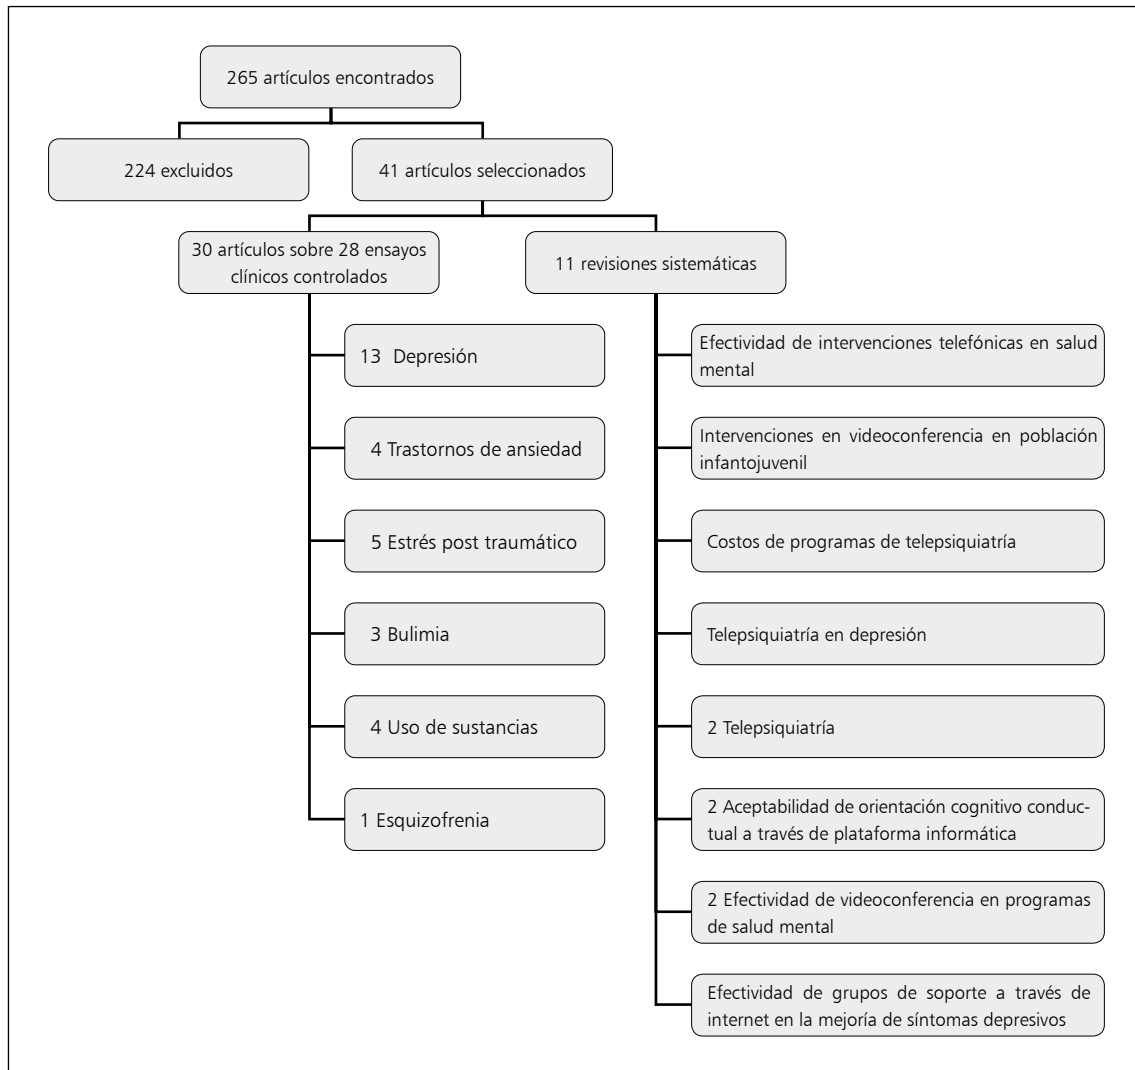 265 artículos encontrados
224 excluidos
41 artículos seleccionados
30 artículos sobre 28 ensayos
clínicos controlados
11 revisiones sistemáticas
13 Depresión
4 Trastornos de ansiedad
5 Estrés post traumático
3 Bulimia
4 Uso de sustancias
1 Esquizofrenia
Efectividad de intervenciones telefónicas en salud
mental
Intervenciones en videoconferencia en población
infantojuvenil
Costos de programas de telepsiquiatría
Telepsiquiatría en depresión
2 Telepsiquiatría
2 Aceptabilidad de orientación cognitivo conduc-
tual a través de plataforma informática
2 Efectividad de videoconferencia en programas
de salud mental
Efectividad de grupos de soporte a través de
internet en la mejoría de síntomas depresivos